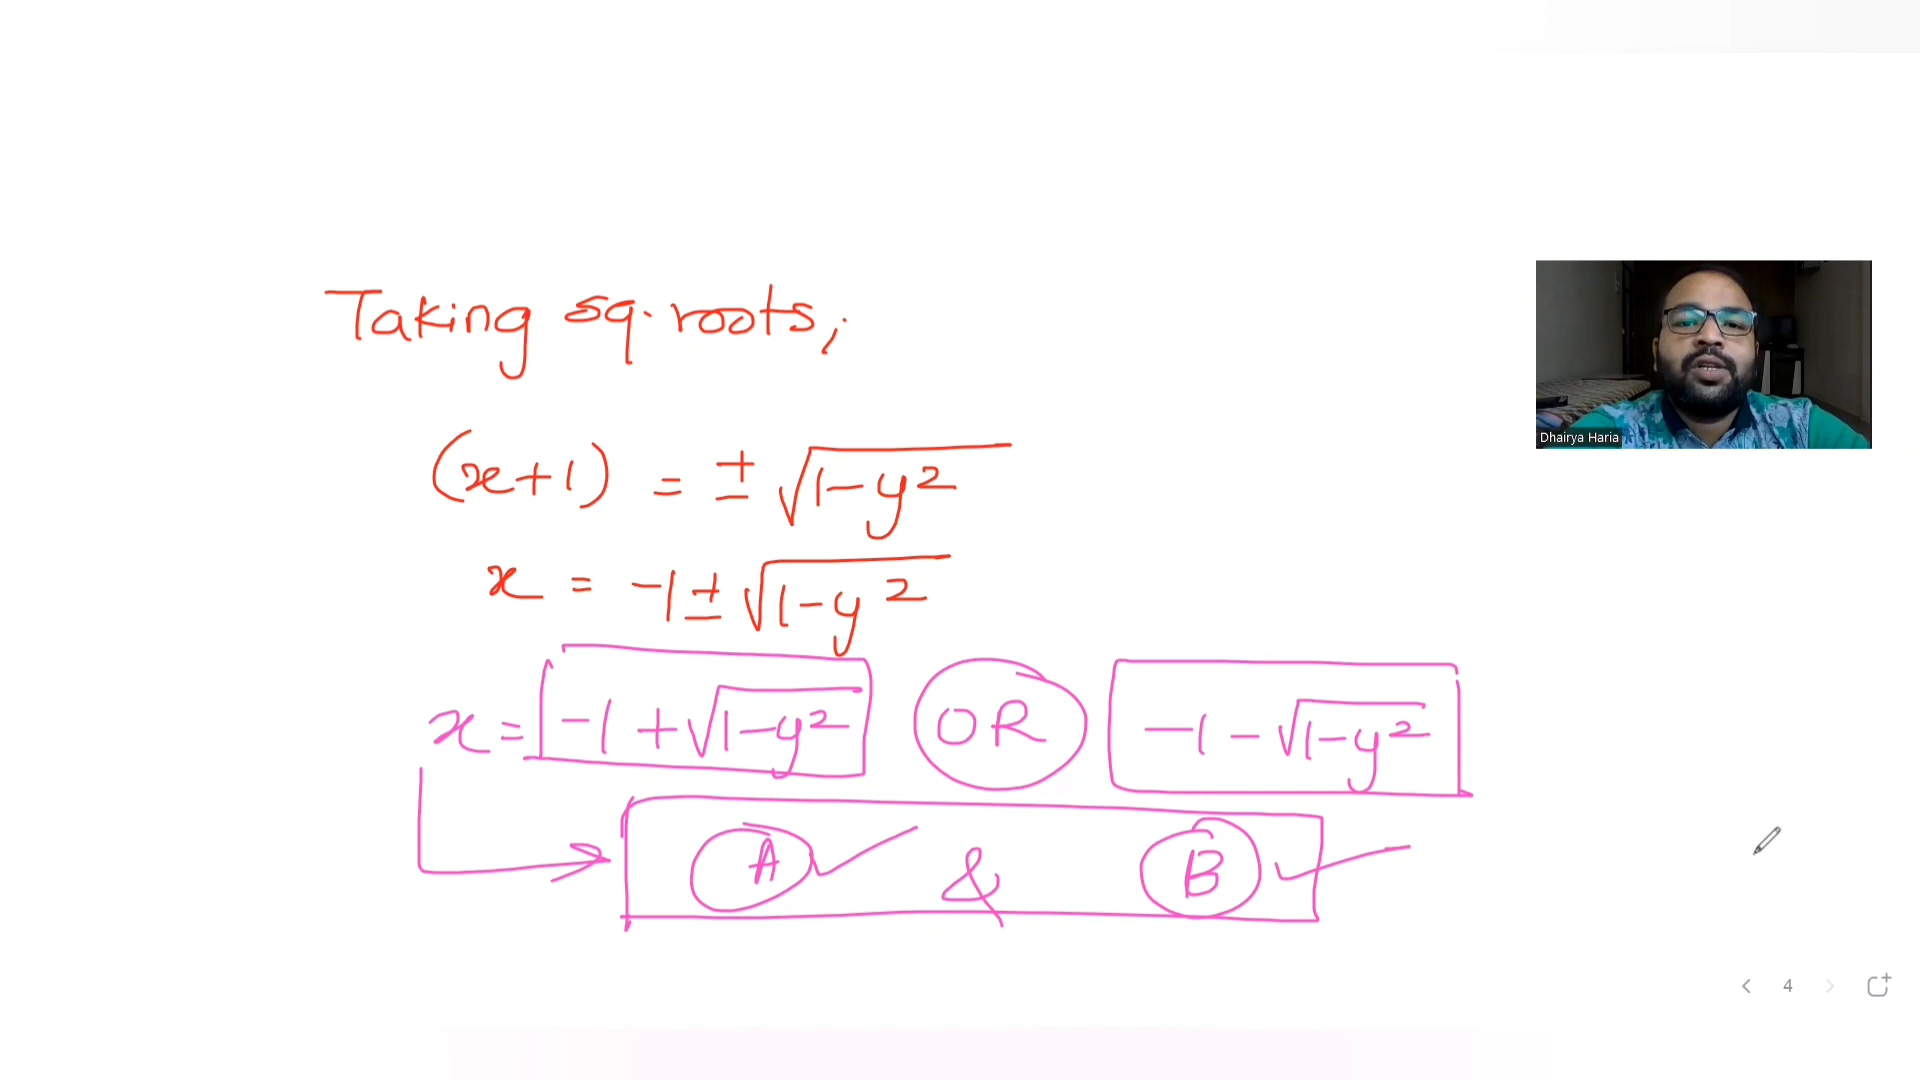 Taking sq. roots,
(x+1) = ± √1-y²
x = -1 ± √1-y²
x = -1 + √1-y² OR -1 - √1-y²
A & B
Dhairya Haria
4